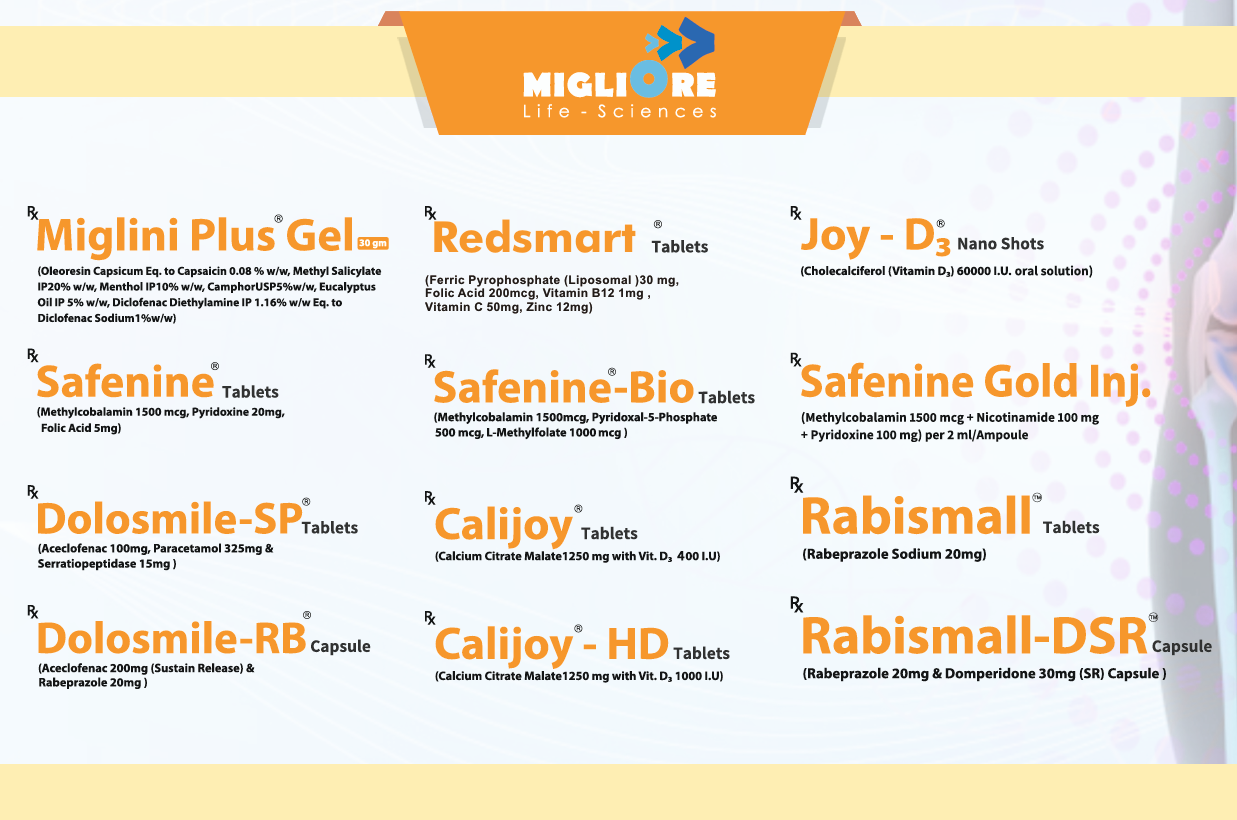 MIGLIORE
Life - Sciences
Rx
Miglini Plus® Gel 30 gm
(Oleoresin Capsicum Eq. to Capsaicin 0.08 % w/w, Methyl Salicylate
IP20% w/w, Menthol IP10% w/w, CamphorUSP5%w/w, Eucalyptus
Oil IP 5% w/w, Diclofenac Diethylamine IP 1.16% w/w Eq. to
Diclofenac Sodium1%w/w)
Rx
Redsmart ® Tablets
(Ferric Pyrophosphate (Liposomal )30 mg,
Folic Acid 200mcg, Vitamin B12 1mg ,
Vitamin C 50mg, Zinc 12mg)
Rx
Joy - D₃® Nano Shots
(Cholecalciferol (Vitamin D₃) 60000 I.U. oral solution)
Rx
Safenine® Tablets
(Methylcobalamin 1500 mcg, Pyridoxine 20mg,
Folic Acid 5mg)
Rx
Safenine®-Bio Tablets
(Methylcobalamin 1500mcg, Pyridoxal-5-Phosphate
500 mcg, L-Methylfolate 1000 mcg )
Rx
Safenine Gold Inj.
(Methylcobalamin 1500 mcg + Nicotinamide 100 mg
+ Pyridoxine 100 mg) per 2 ml/Ampoule
Rx
Dolosmile-SP® Tablets
(Aceclofenac 100mg, Paracetamol 325mg &
Serratiopeptidase 15mg )
Rx
Calijoy® Tablets
(Calcium Citrate Malate1250 mg with Vit. D₃ 400 I.U)
Rx
Rabismall™ Tablets
(Rabeprazole Sodium 20mg)
Rx
Dolosmile-RB® Capsule
(Aceclofenac 200mg (Sustain Release) &
Rabeprazole 20mg )
Rx
Calijoy® - HD Tablets
(Calcium Citrate Malate1250 mg with Vit. D₃ 1000 I.U)
Rx
Rabismall-DSR™ Capsule
(Rabeprazole 20mg & Domperidone 30mg (SR) Capsule )